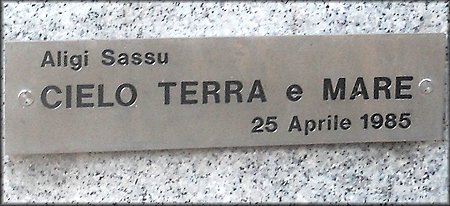 Aligi Sassu
CIELO TERRA e MARE
25 Aprile 1985